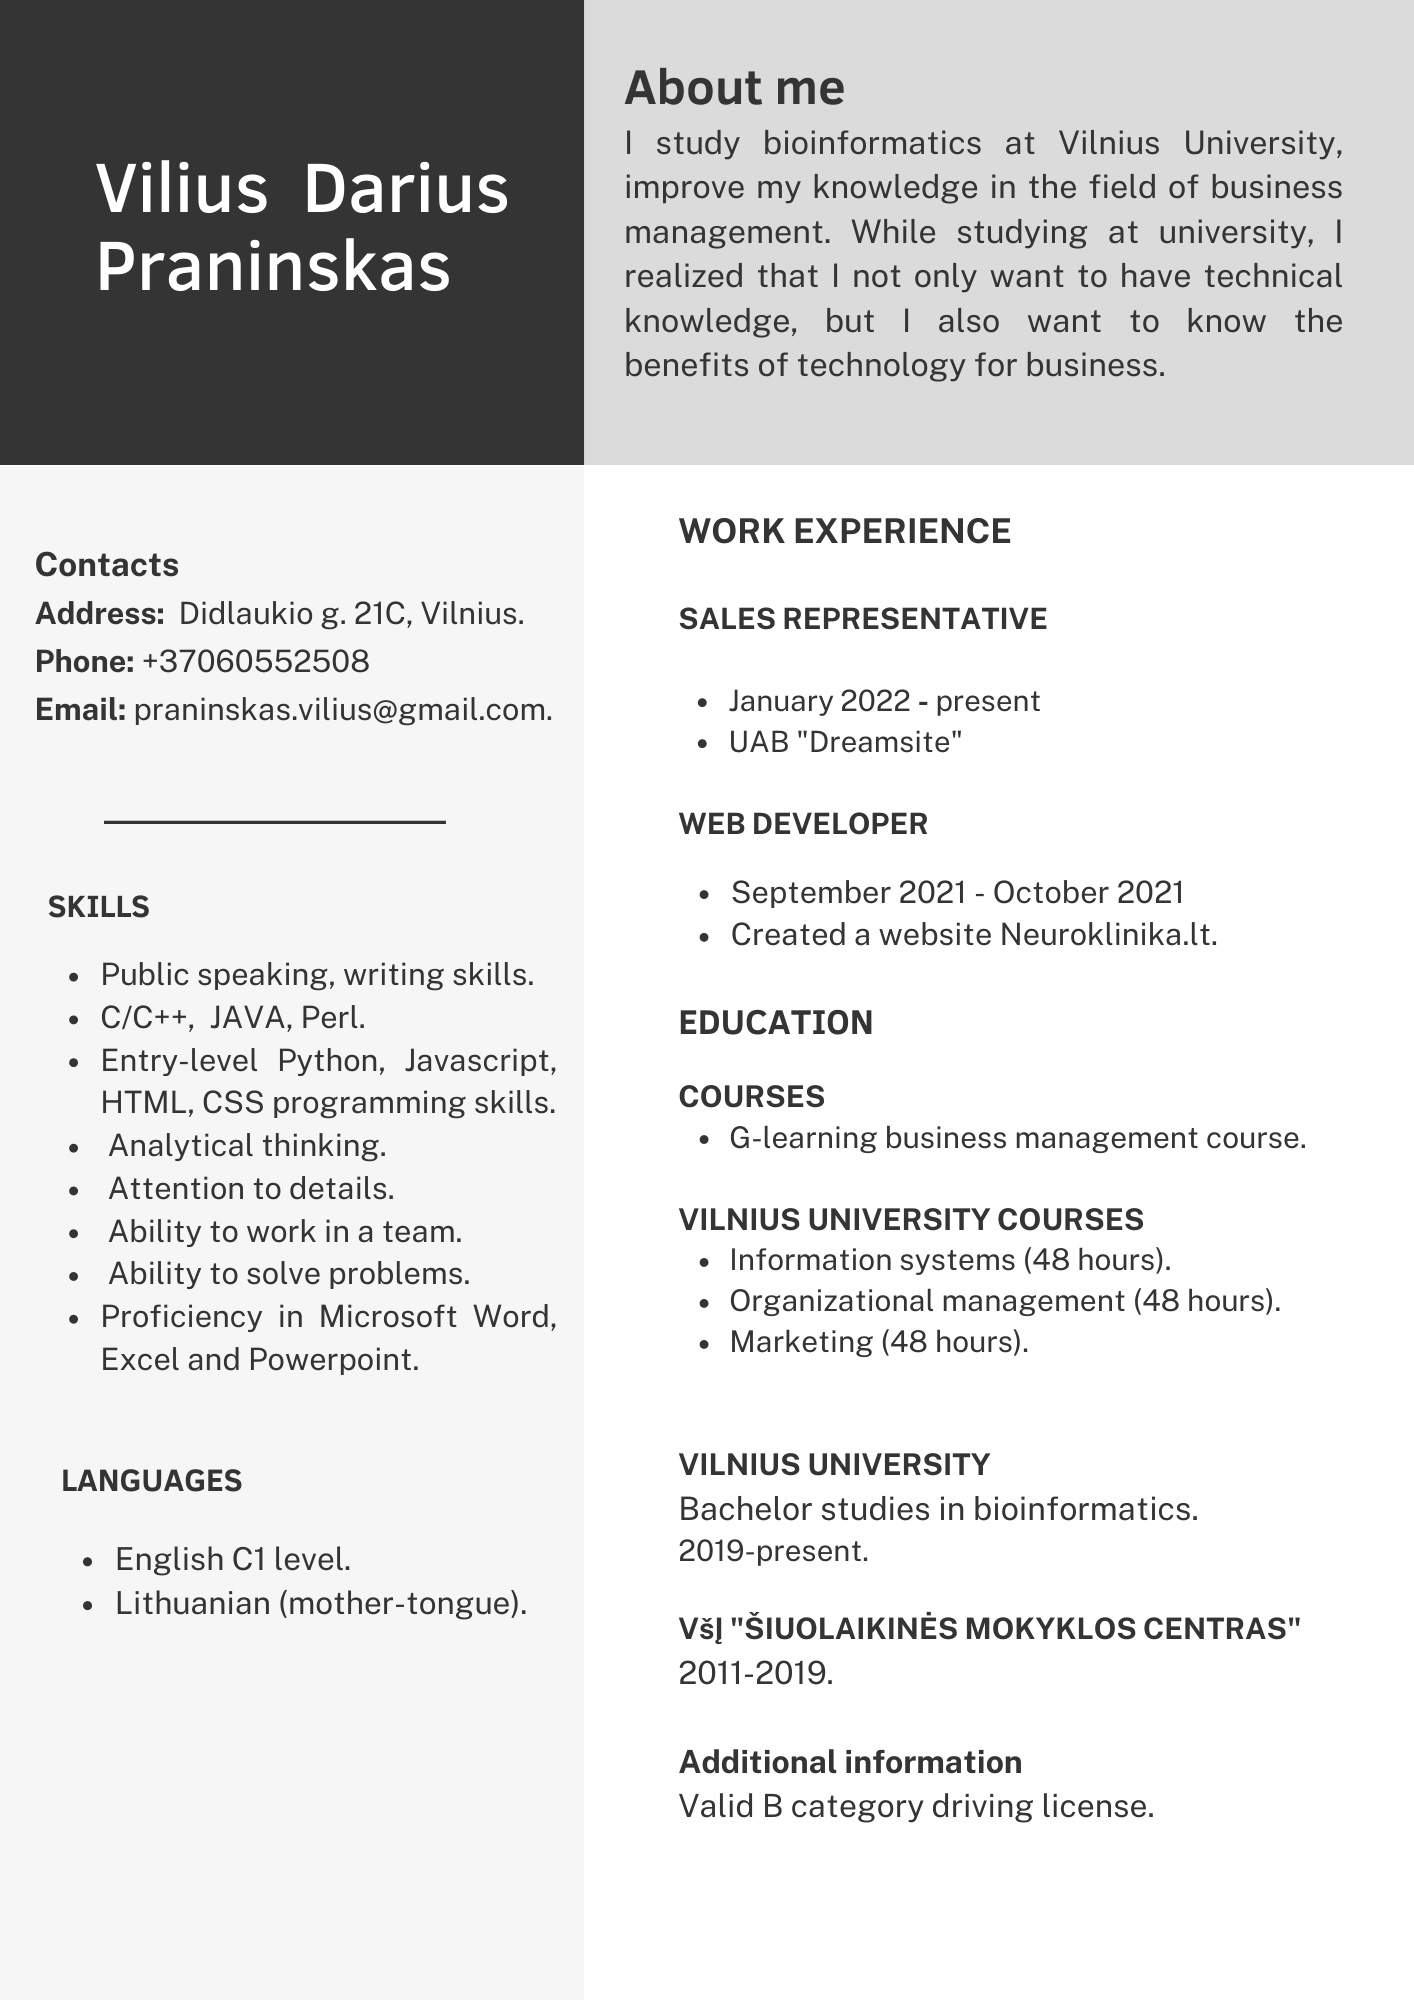 Vilius Darius
Praninskas
About me
I study bioinformatics at Vilnius University,
improve my knowledge in the field of business
management. While studying at university, I
realized that I not only want to have technical
knowledge, but I also want to know the
benefits of technology for business.
Contacts
Address: Didlaukio g. 21C, Vilnius.
Phone: +37060552508
Email: praninskas.vilius@gmail.com.
SKILLS
• Public speaking, writing skills.
• C/C++, JAVA, Perl.
• Entry-level Python, Javascript,
HTML, CSS programming skills.
• Analytical thinking.
• Attention to details.
• Ability to work in a team.
• Ability to solve problems.
• Proficiency in Microsoft Word,
Excel and Powerpoint.
LANGUAGES
• English C1 level.
• Lithuanian (mother-tongue).
WORK EXPERIENCE
SALES REPRESENTATIVE
• January 2022 - present
• UAB "Dreamsite"
WEB DEVELOPER
• September 2021 - October 2021
• Created a website Neuroklinika.lt.
EDUCATION
COURSES
• G-learning business management course.
VILNIUS UNIVERSITY COURSES
• Information systems (48 hours).
• Organizational management (48 hours).
• Marketing (48 hours).
VILNIUS UNIVERSITY
Bachelor studies in bioinformatics.
2019-present.
VšĮ "ŠIUOLAIKINĖS MOKYKLOS CENTRAS"
2011-2019.
Additional information
Valid B category driving license.